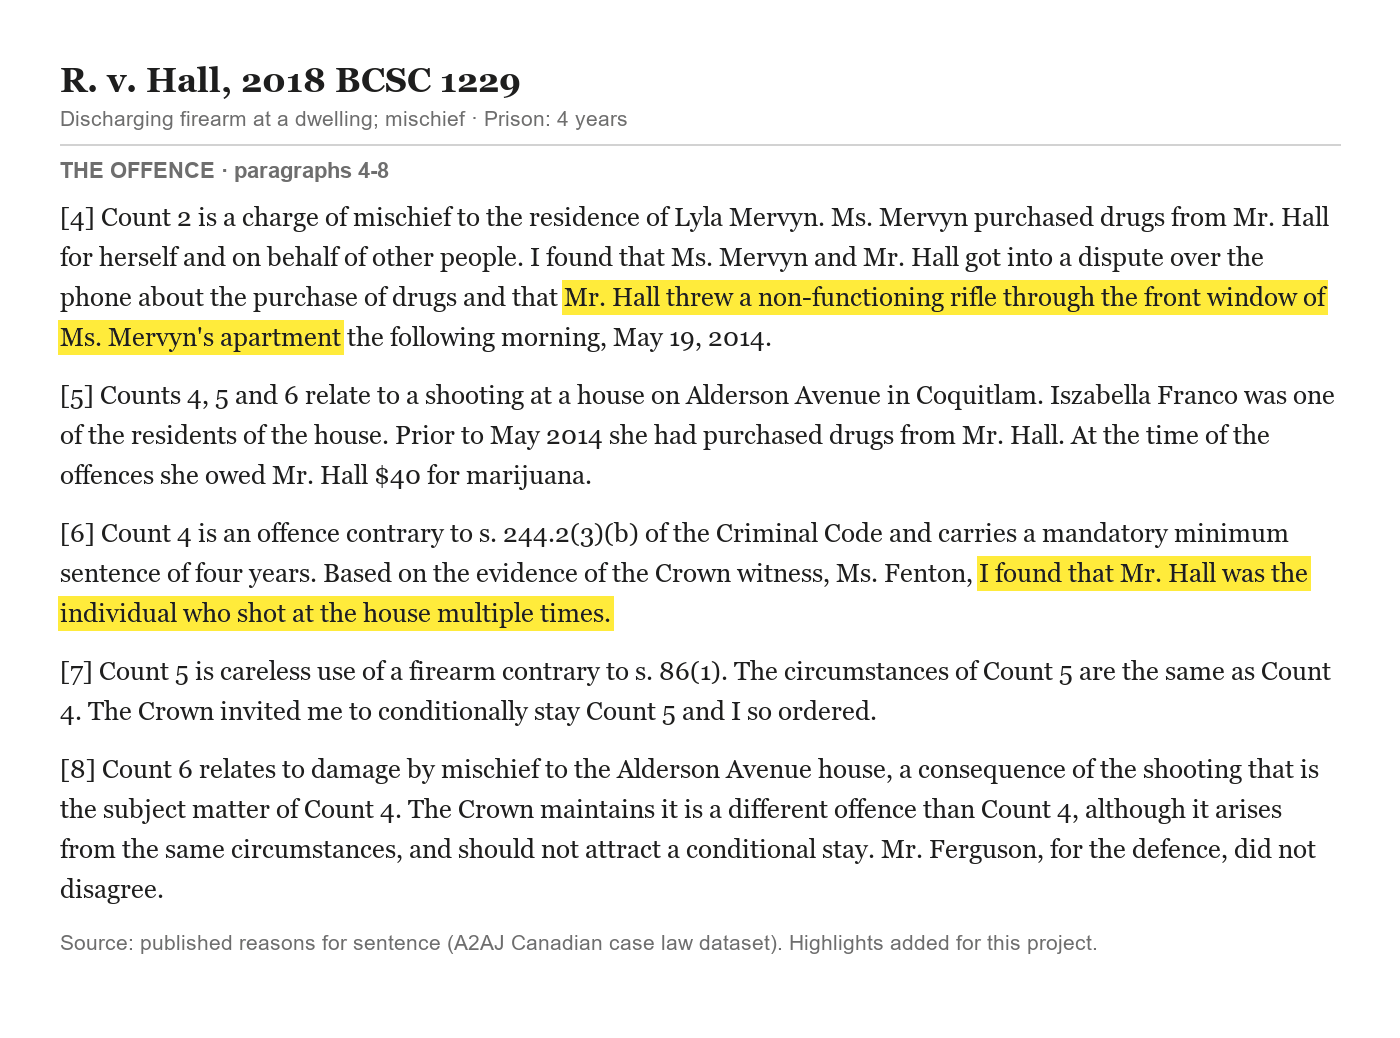 R. v. Hall, 2018 BCSC 1229
Discharging firearm at a dwelling; mischief · Prison: 4 years
THE OFFENCE · paragraphs 4-8
[4] Count 2 is a charge of mischief to the residence of Lyla Mervyn. Ms. Mervyn purchased drugs from Mr. Hall
for herself and on behalf of other people. I found that Ms. Mervyn and Mr. Hall got into a dispute over the
phone about the purchase of drugs and that Mr. Hall threw a non-functioning rifle through the front window of
Ms. Mervyn's apartment the following morning, May 19, 2014.
[5] Counts 4, 5 and 6 relate to a shooting at a house on Alderson Avenue in Coquitlam. Iszabella Franco was one
of the residents of the house. Prior to May 2014 she had purchased drugs from Mr. Hall. At the time of the
offences she owed Mr. Hall $40 for marijuana.
[6] Count 4 is an offence contrary to s. 244.2(3)(b) of the Criminal Code and carries a mandatory minimum
sentence of four years. Based on the evidence of the Crown witness, Ms. Fenton, I found that Mr. Hall was the
individual who shot at the house multiple times.
[7] Count 5 is careless use of a firearm contrary to s. 86(1). The circumstances of Count 5 are the same as Count
4. The Crown invited me to conditionally stay Count 5 and I so ordered.
[8] Count 6 relates to damage by mischief to the Alderson Avenue house, a consequence of the shooting that is
the subject matter of Count 4. The Crown maintains it is a different offence than Count 4, although it arises
from the same circumstances, and should not attract a conditional stay. Mr. Ferguson, for the defence, did not
disagree.
Source: published reasons for sentence (A2AJ Canadian case law dataset). Highlights added for this project.